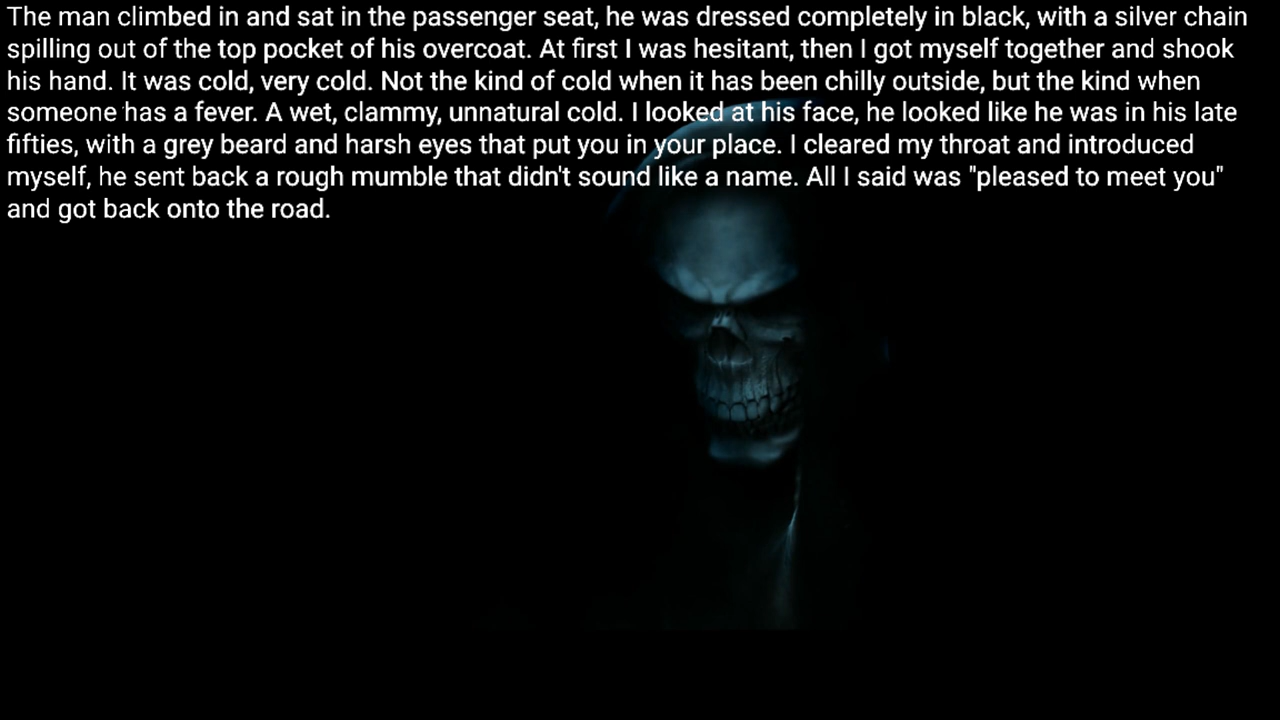 The man climbed in and sat in the passenger seat, he was dressed completely in black, with a silver chain
spilling out of the top pocket of his overcoat. At first I was hesitant, then I got myself together and shook
his hand. It was cold, very cold. Not the kind of cold when it has been chilly outside, but the kind when
someone has a fever. A wet, clammy, unnatural cold. I looked at his face, he looked like he was in his late
fifties, with a grey beard and harsh eyes that put you in your place. I cleared my throat and introduced
myself, he sent back a rough mumble that didn't sound like a name. All I said was "pleased to meet you"
and got back onto the road.